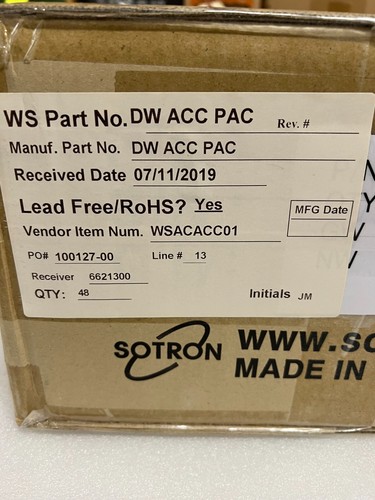 WS Part No. DW ACC PAC Rev. #
Manuf. Part No. DW ACC PAC
Received Date 07/11/2019
Lead Free/RoHS? Yes
MFG Date
Vendor Item Num. WSACACC01
PO# 100127-00 Line # 13
Receiver 6621300
QTY: 48
Initials JM
SOTRON
WWW.SO
MADE IN